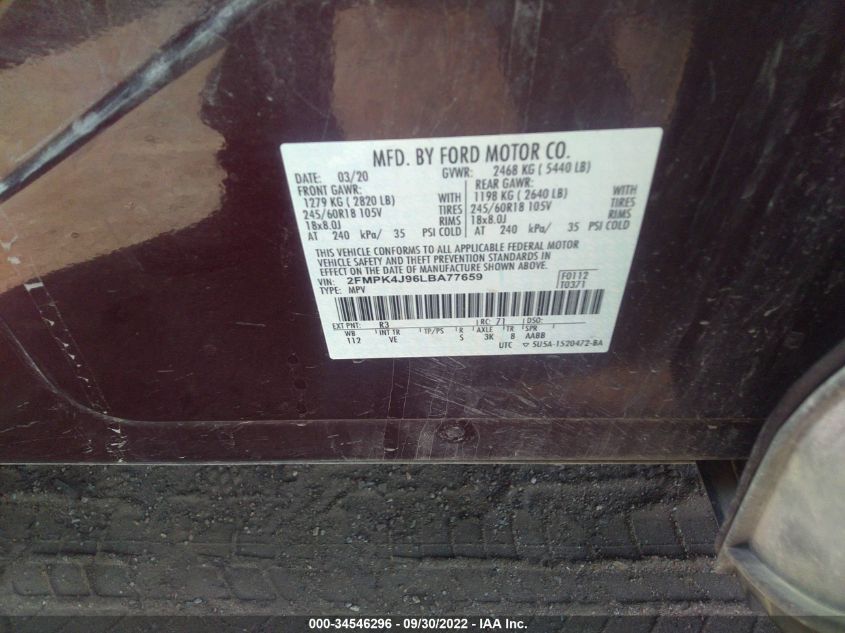 MFD. BY FORD MOTOR CO.
DATE: 03/20 GVWR: 2468 KG ( 5440 LB)
FRONT GAWR: REAR GAWR:
1279 KG ( 2820 LB) WITH 1198 KG ( 2640 LB) WITH
245/60R18 105V TIRES 245/60R18 105V TIRES
18x8.0J RIMS 18x8.0J RIMS
AT 240 kPa/ 35 PSI COLD AT 240 kPa/ 35 PSI COLD
THIS VEHICLE CONFORMS TO ALL APPLICABLE FEDERAL MOTOR
VEHICLE SAFETY AND THEFT PREVENTION STANDARDS IN
EFFECT ON THE DATE OF MANUFACTURE SHOWN ABOVE.
VIN: 2FMPK4J96LBA77659 F0112
TYPE: MPV T0371
EXT PNT: R3 RC: 71 DSO:
WB INT TR TP/PS R AXLE TR SPR
112 VE S 3K 8 AABB
UTC ▽ 5U5A-1520472-BA
000-34546296 - 09/30/2022 - IAA Inc.